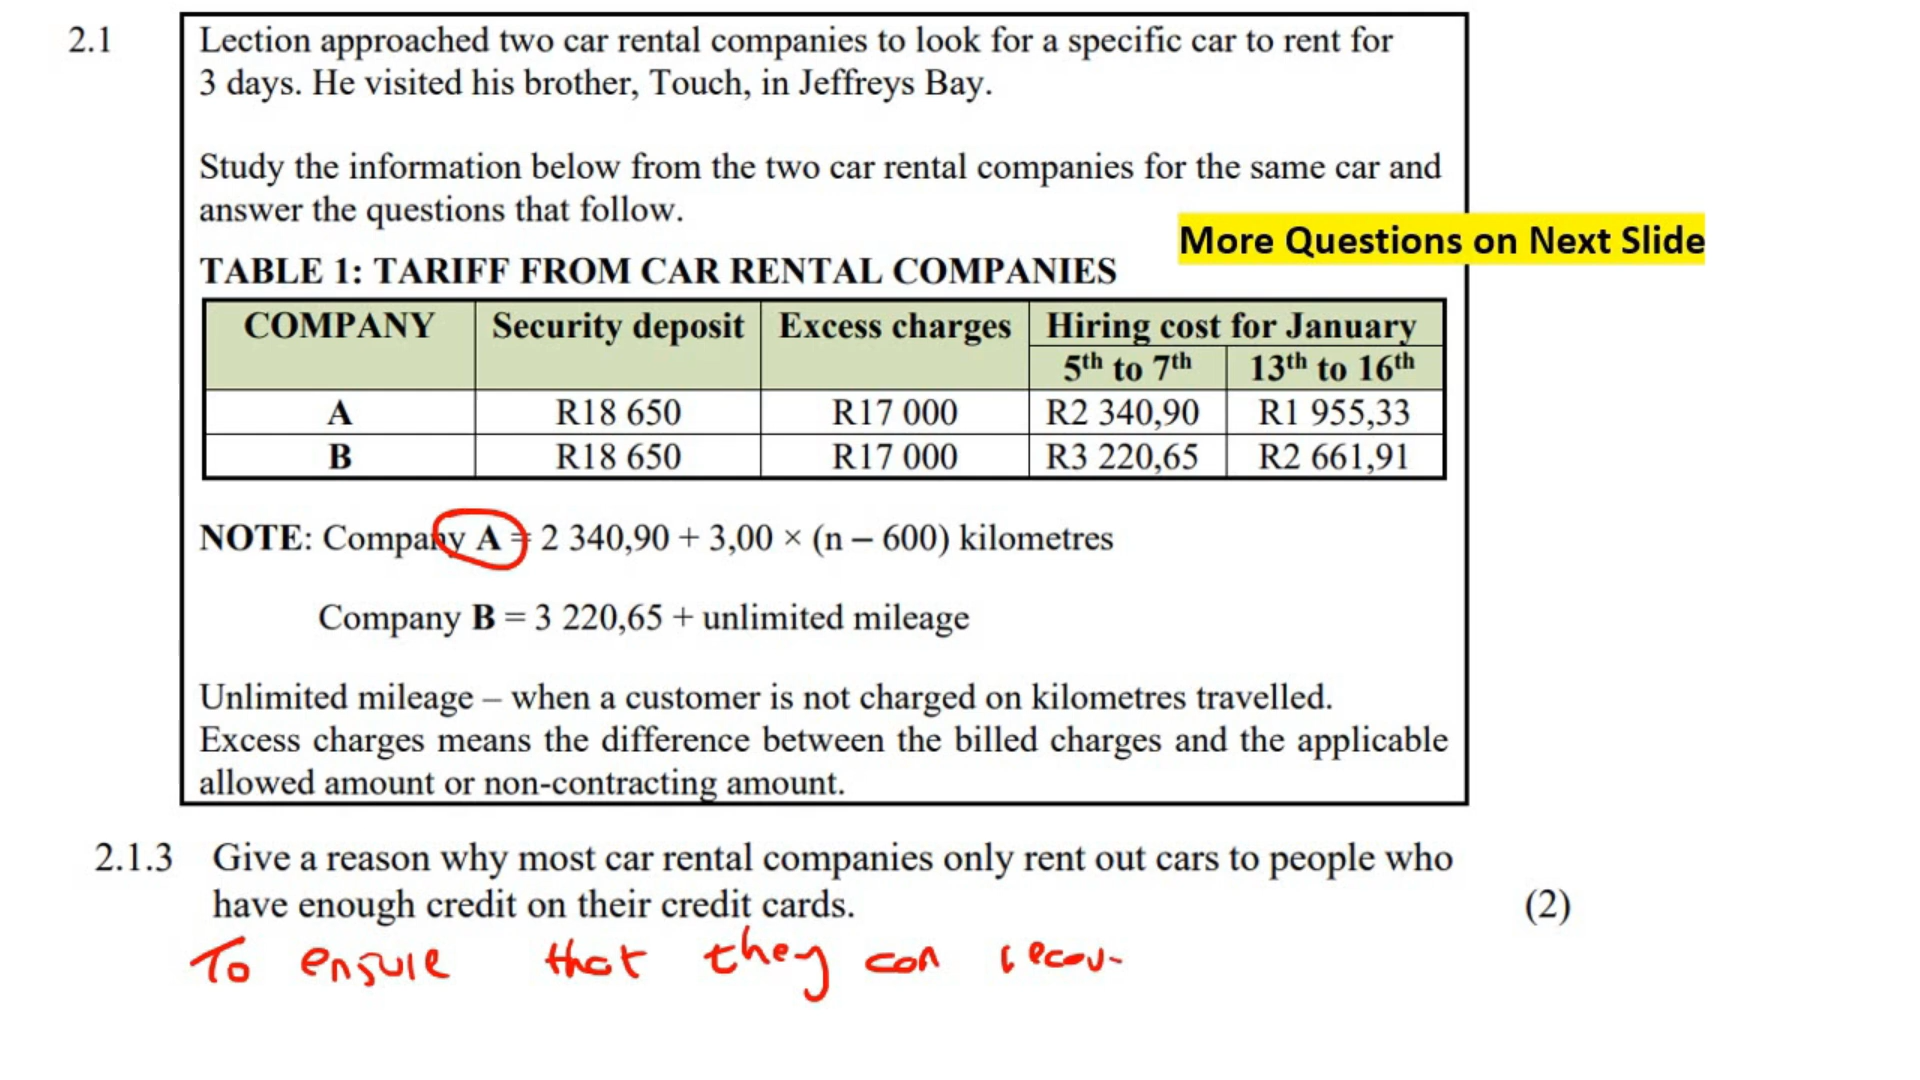 2.1 Lection approached two car rental companies to look for a specific car to rent for
3 days. He visited his brother, Touch, in Jeffreys Bay.
Study the information below from the two car rental companies for the same car and
answer the questions that follow.
More Questions on Next Slide
TABLE 1: TARIFF FROM CAR RENTAL COMPANIES
COMPANY Security deposit Excess charges Hiring cost for January
5th to 7th 13th to 16th
A R18 650 R17 000 R2 340,90 R1 955,33
B R18 650 R17 000 R3 220,65 R2 661,91
NOTE: Company A = 2 340,90 + 3,00 × (n – 600) kilometres
Company B = 3 220,65 + unlimited mileage
Unlimited mileage – when a customer is not charged on kilometres travelled.
Excess charges means the difference between the billed charges and the applicable
allowed amount or non-contracting amount.
2.1.3 Give a reason why most car rental companies only rent out cars to people who
have enough credit on their credit cards. (2)
To ensure that they can